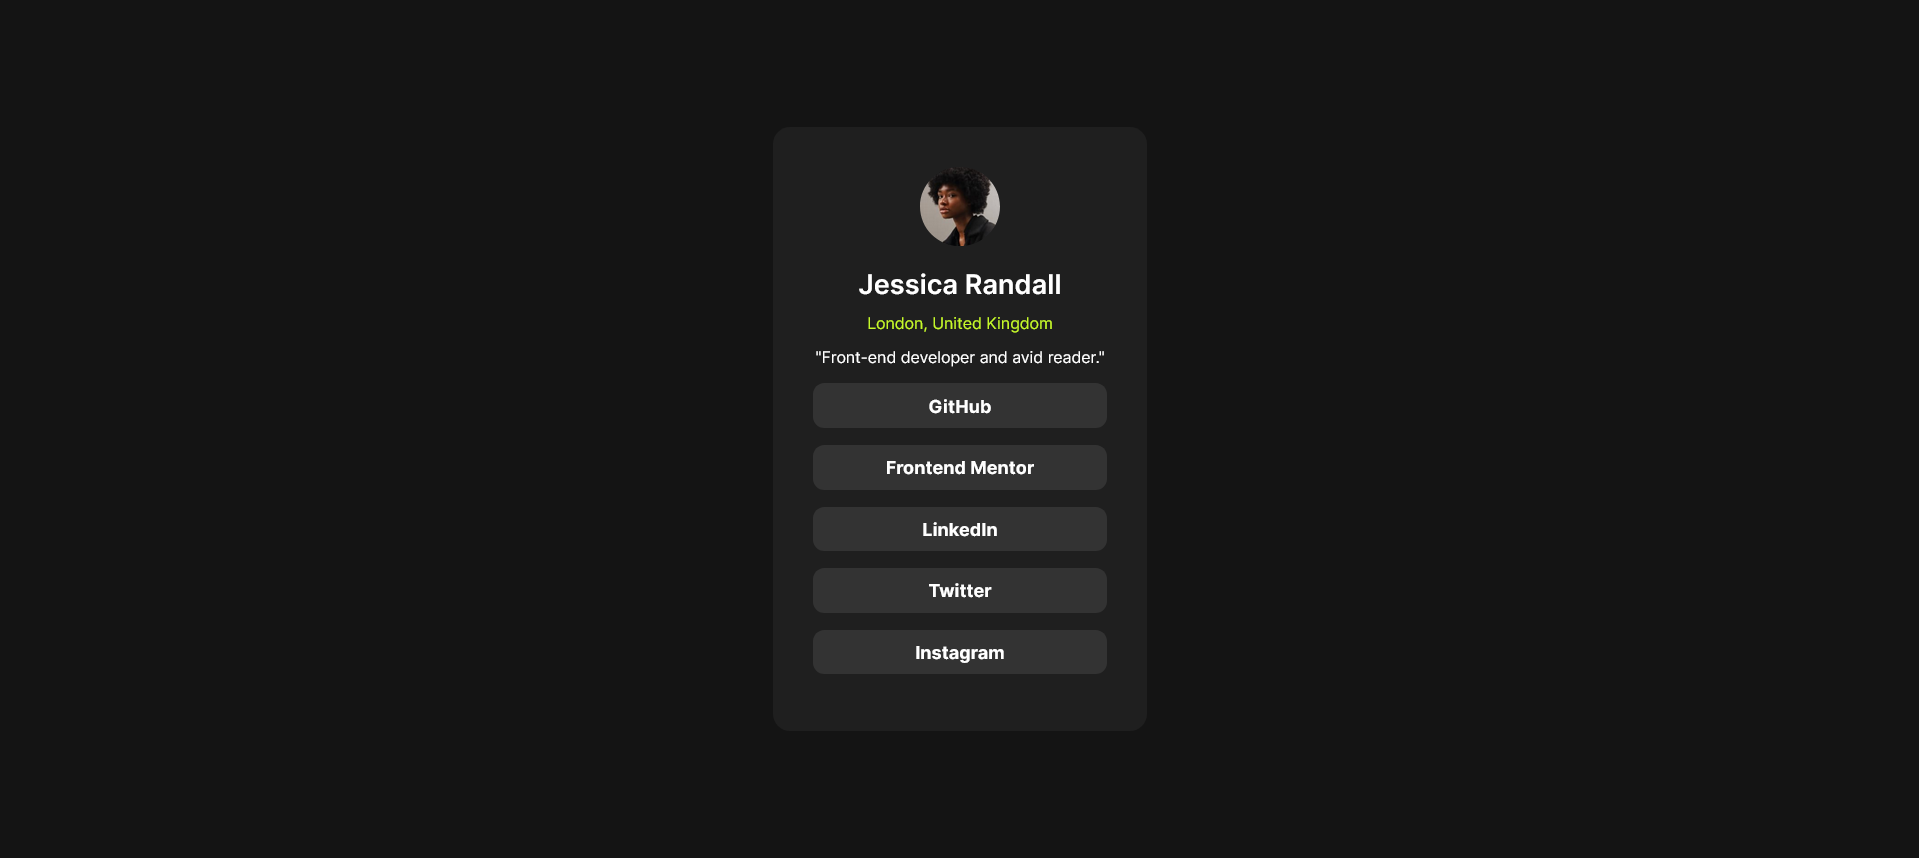 Jessica Randall
London, United Kingdom
"Front-end developer and avid reader."
GitHub
Frontend Mentor
LinkedIn
Twitter
Instagram